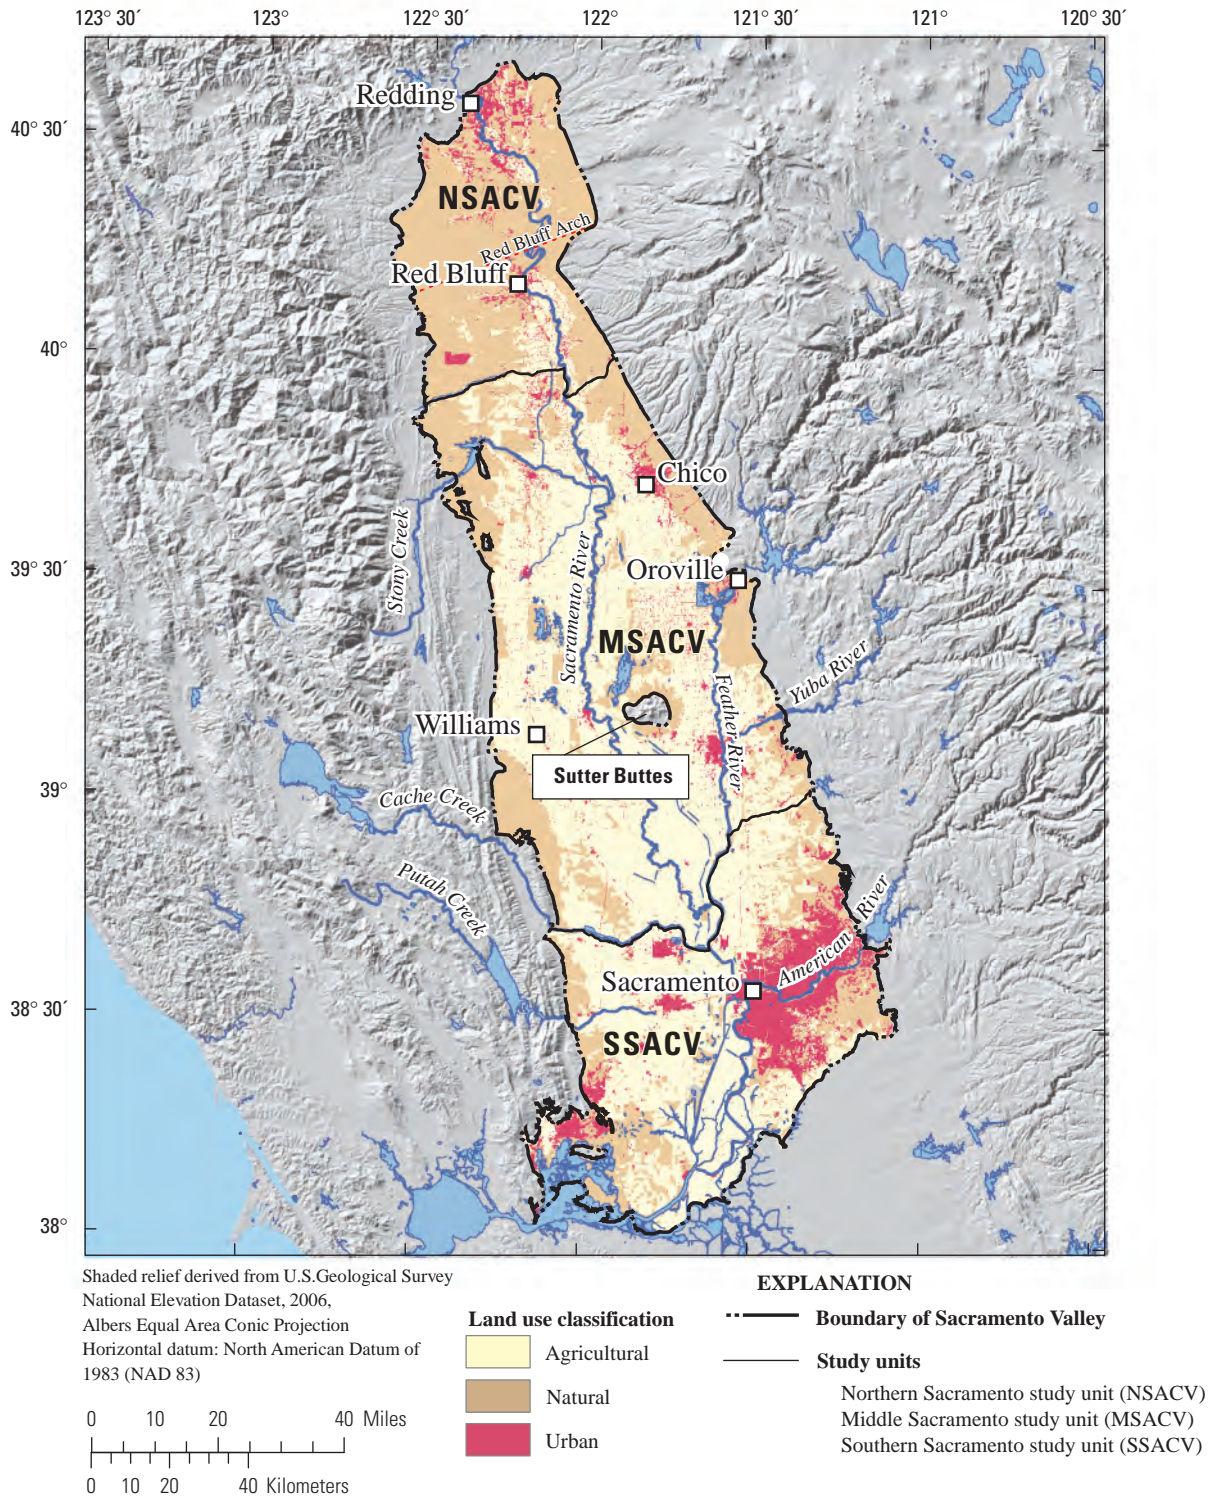 123° 30´
123°
122° 30´
122°
121° 30´
121°
120° 30´
40° 30´
40°
39° 30´
39°
38° 30´
38°
Redding
NSACV
Red Bluff Arch
Red Bluff
Chico
Stony Creek
Sacramento River
Oroville
MSACV
Yuba River
Feather River
Williams
Sutter Buttes
Cache Creek
Putah Creek
American River
Sacramento
SSACV
Shaded relief derived from U.S.Geological Survey
National Elevation Dataset, 2006,
Albers Equal Area Conic Projection
Horizontal datum: North American Datum of
1983 (NAD 83)
0 10 20 40 Miles
0 10 20 40 Kilometers
EXPLANATION
Land use classification
Agricultural
Natural
Urban
Boundary of Sacramento Valley
Study units
Northern Sacramento study unit (NSACV)
Middle Sacramento study unit (MSACV)
Southern Sacramento study unit (SSACV)